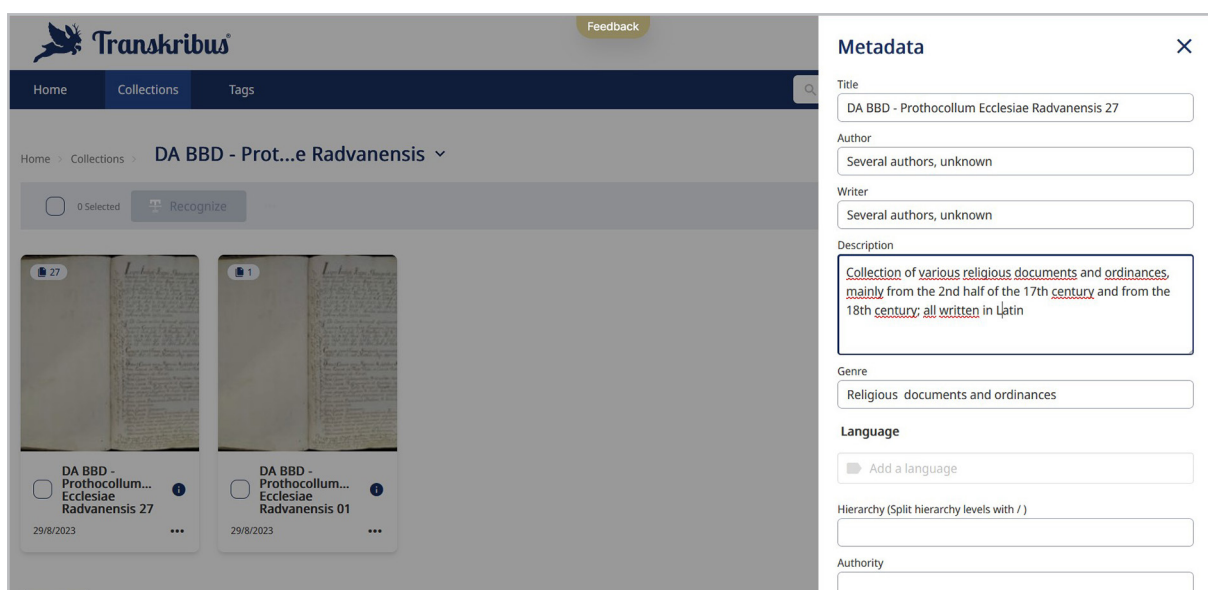 Transkribus
Feedback
Home
Collections
Tags
Home > Collections >
DA BBD - Prot...e Radvanensis
0 Selected
Recognize
27
DA BBD -
Prothocollum...
Ecclesiae
Radvanensis 27
29/8/2023
1
DA BBD -
Prothocollum...
Ecclesiae
Radvanensis 01
29/8/2023
Metadata
Title
DA BBD - Prothocollum Ecclesiae Radvanensis 27
Author
Several authors, unknown
Writer
Several authors, unknown
Description
Collection of various religious documents and ordinances,
mainly from the 2nd half of the 17th century and from the
18th century; all written in Latin
Genre
Religious  documents and ordinances
Language
Add a language
Hierarchy (Split hierarchy levels with / )
Authority